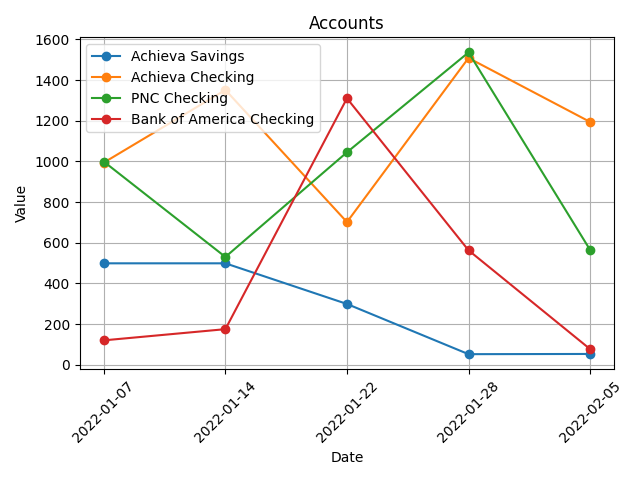 Accounts
1600
1400
1200
1000
800
600
400
200
0
Value
Achieva Savings
Achieva Checking
PNC Checking
Bank of America Checking
2022-01-07
2022-01-14
2022-01-22
2022-01-28
2022-02-05
Date